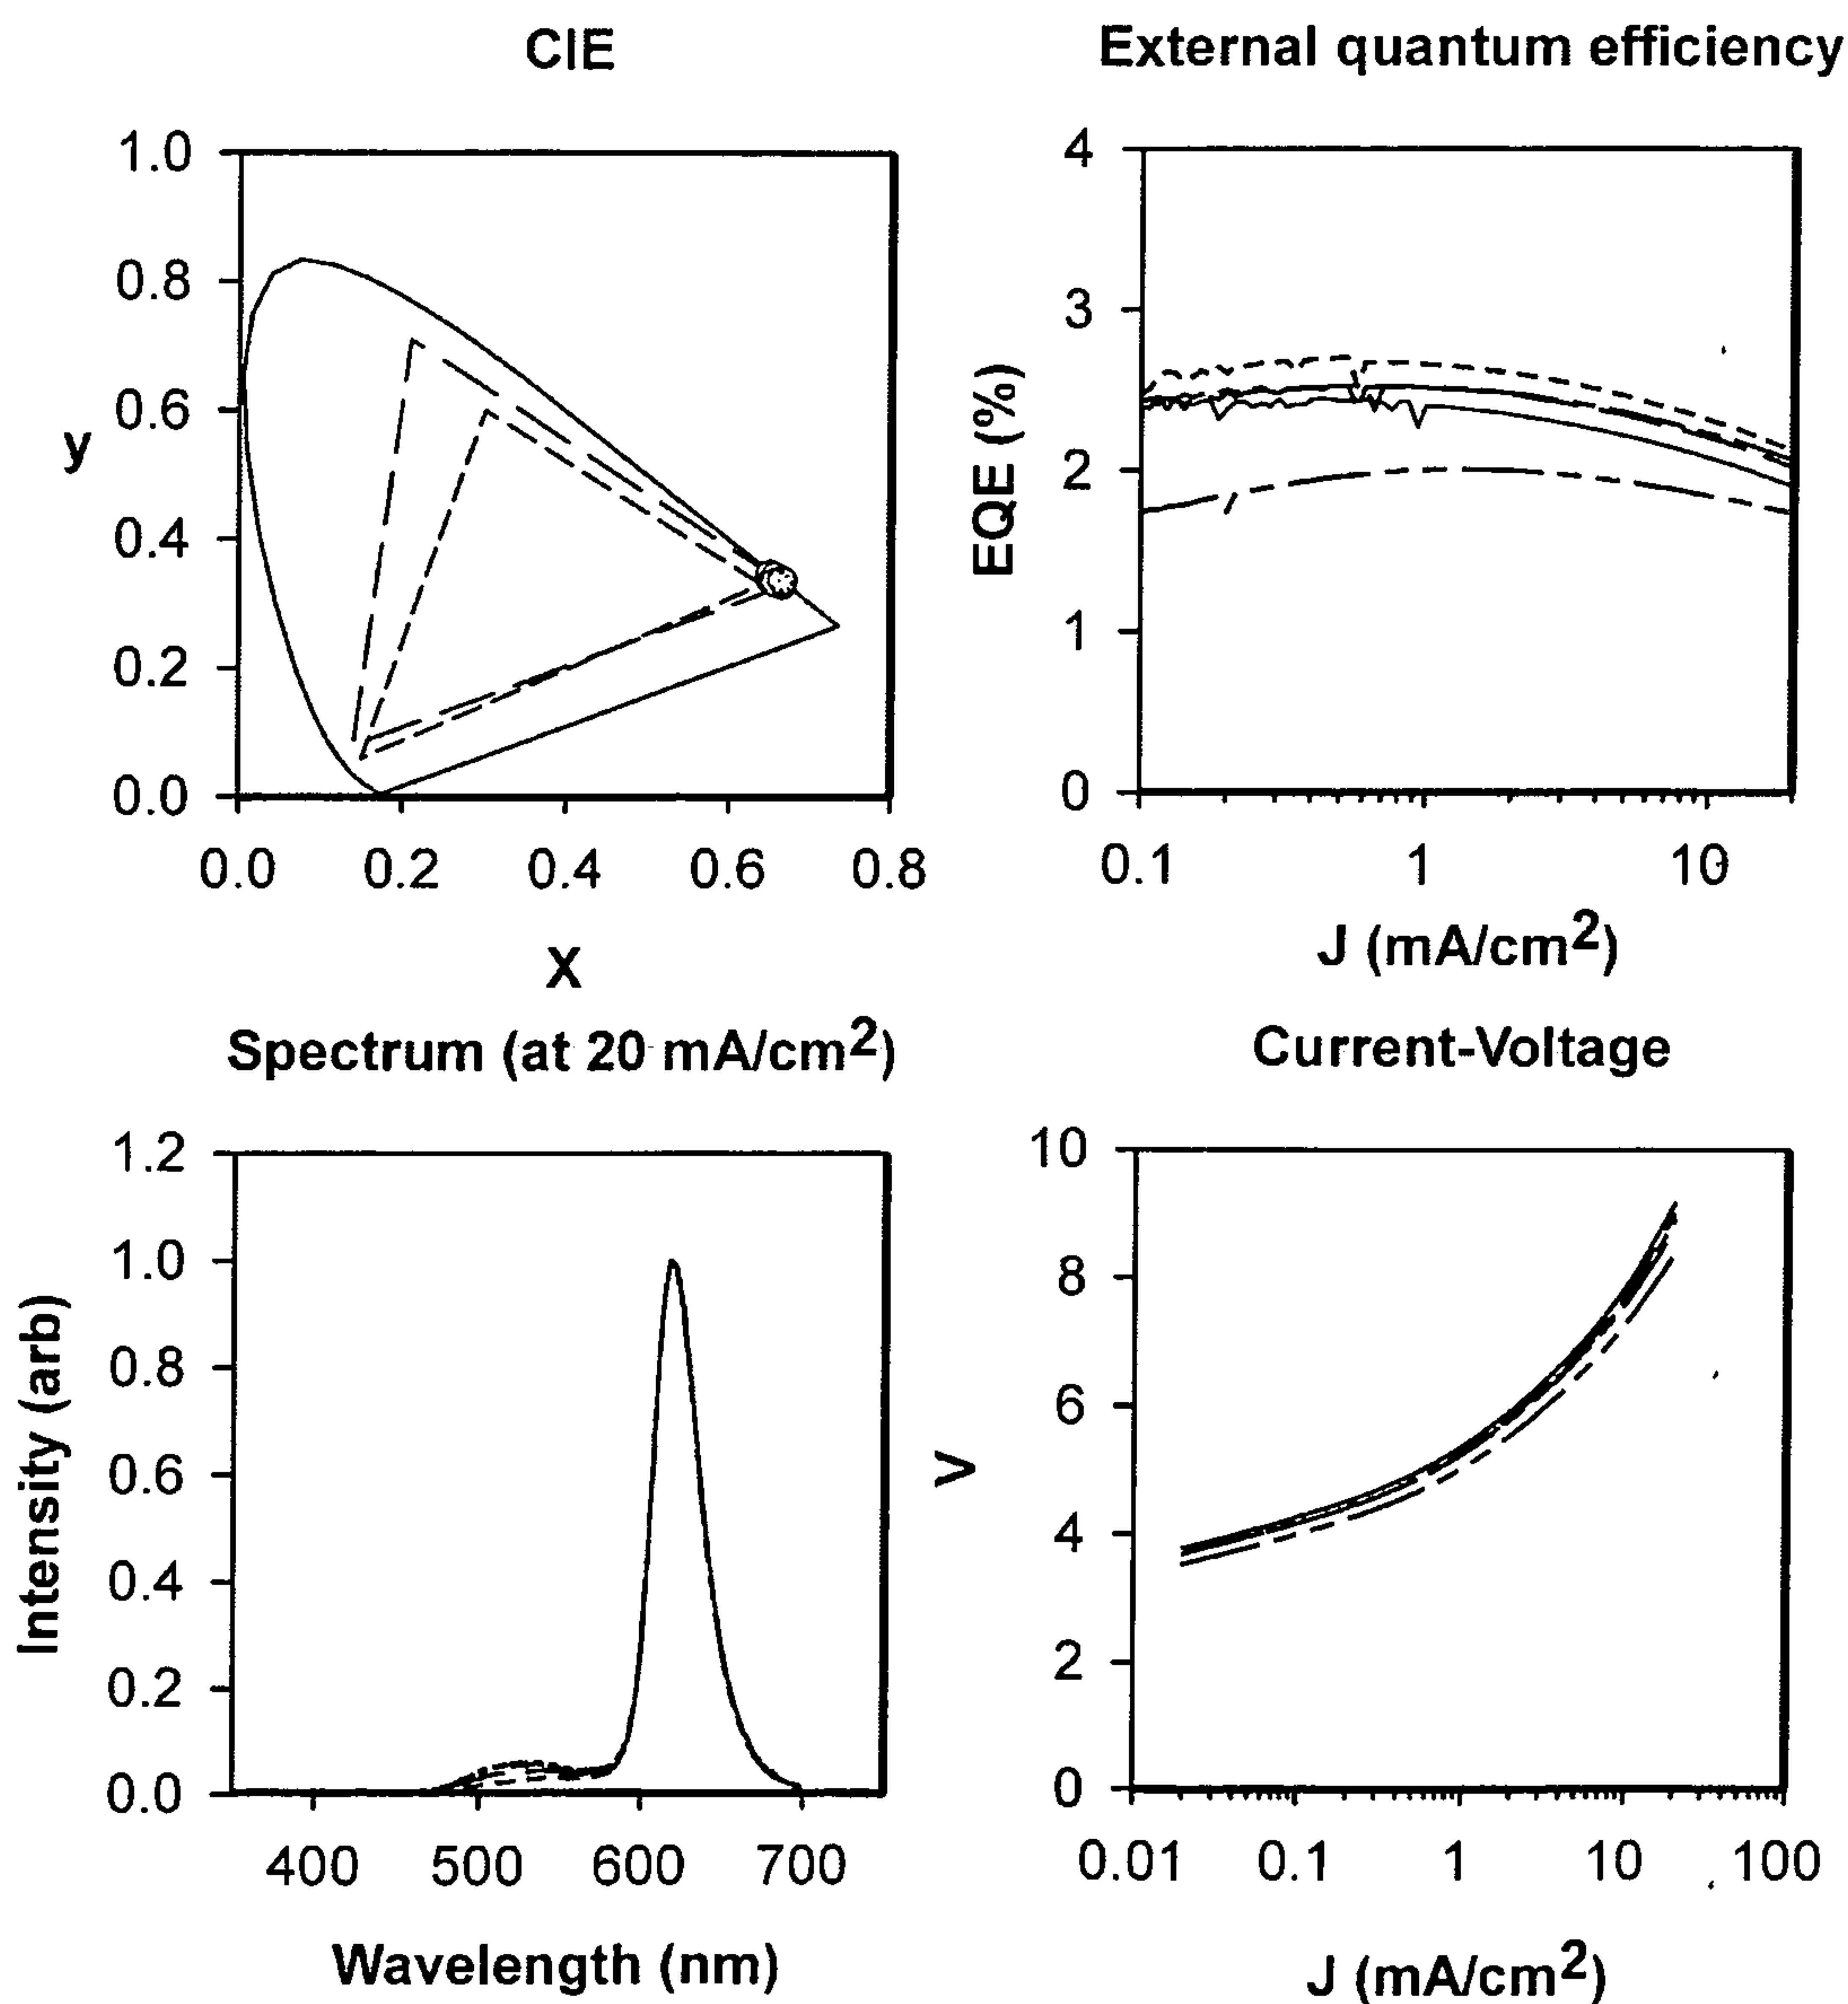 CIE
1.0
0.8
0.6
0.4
0.2
0.0
y
0.0 0.2 0.4 0.6 0.8
X
External quantum efficiency
4
3
2
1
0
EQE (%)
0.1 1 10
J (mA/cm²)
Spectrum (at 20 mA/cm²)
1.2
1.0
0.8
0.6
0.4
0.2
0.0
Intensity (arb)
400 500 600 700
Wavelength (nm)
Current-Voltage
10
8
6
4
2
0
V
0.01 0.1 1 10 100
J (mA/cm²)